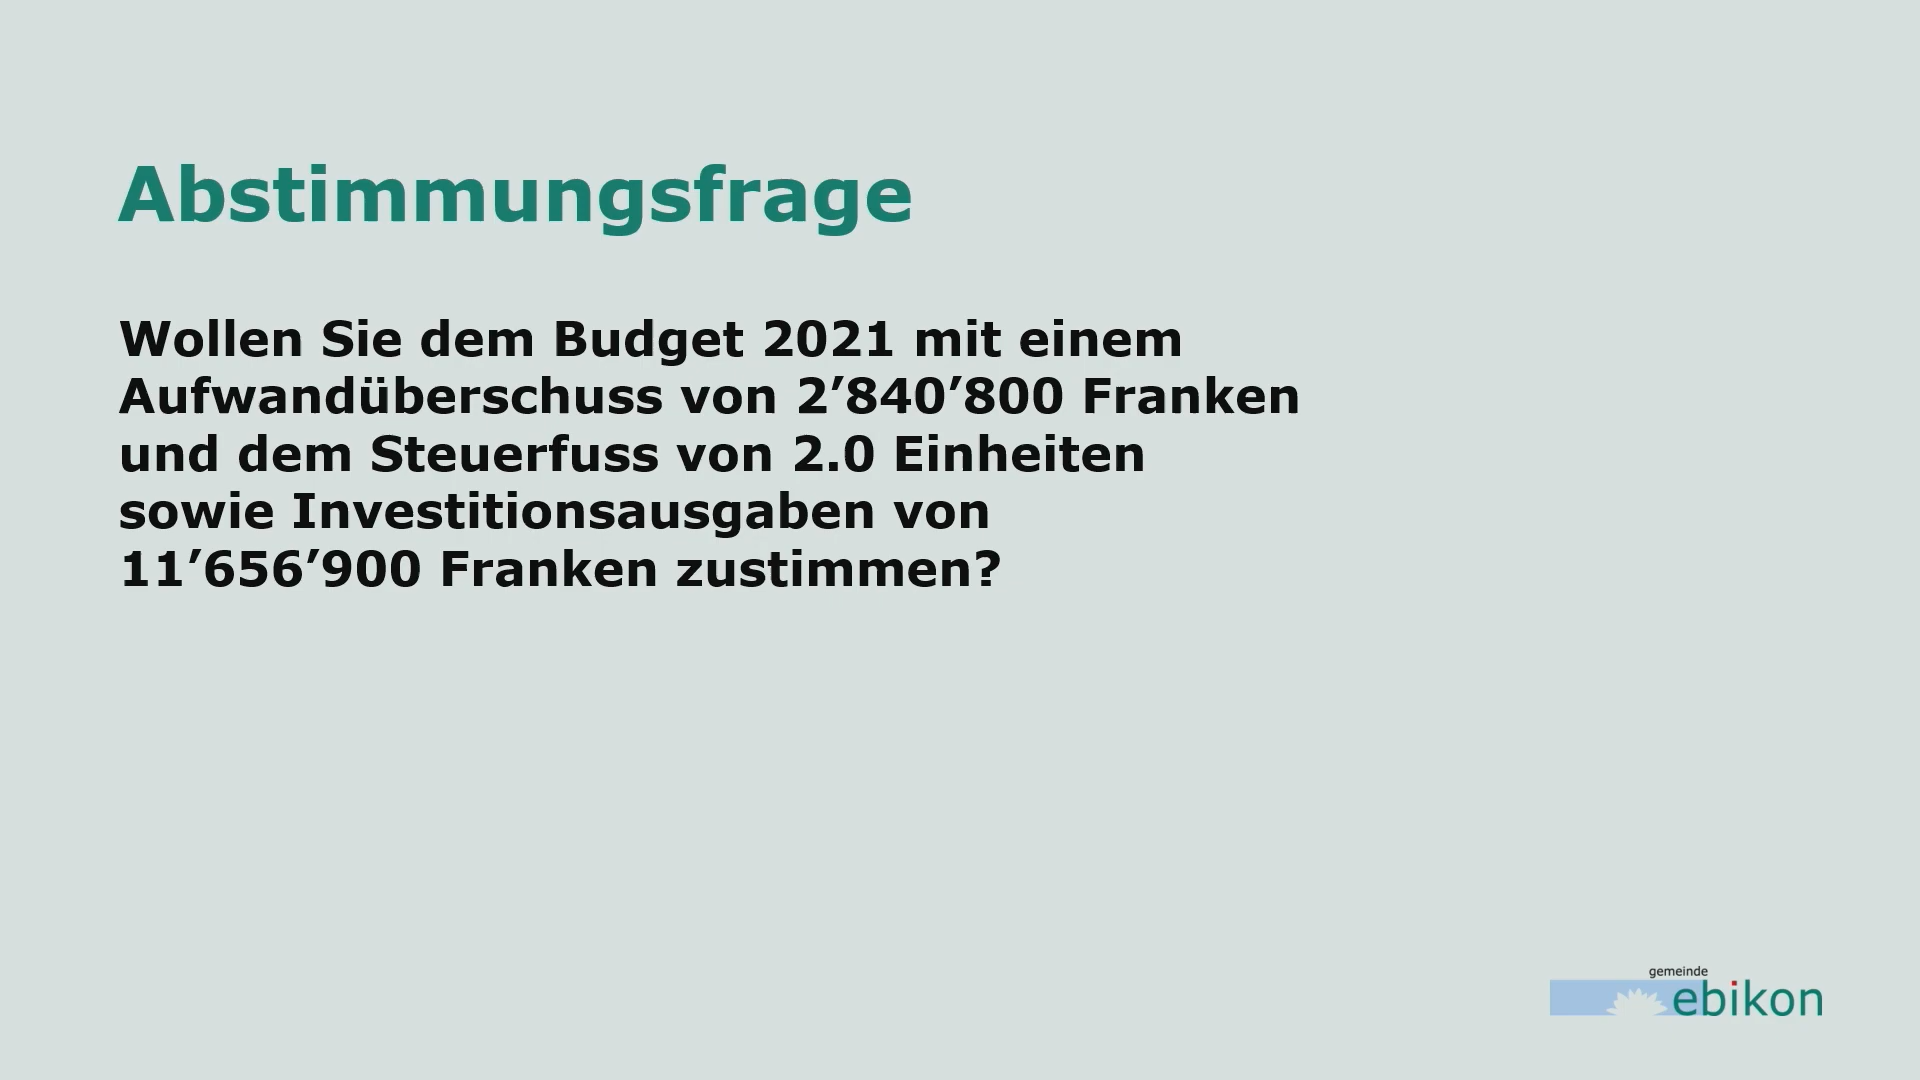 Abstimmungsfrage
Wollen Sie dem Budget 2021 mit einem
Aufwandüberschuss von 2’840’800 Franken
und dem Steuerfuss von 2.0 Einheiten
sowie Investitionsausgaben von
11’656’900 Franken zustimmen?
gemeinde
ebikon